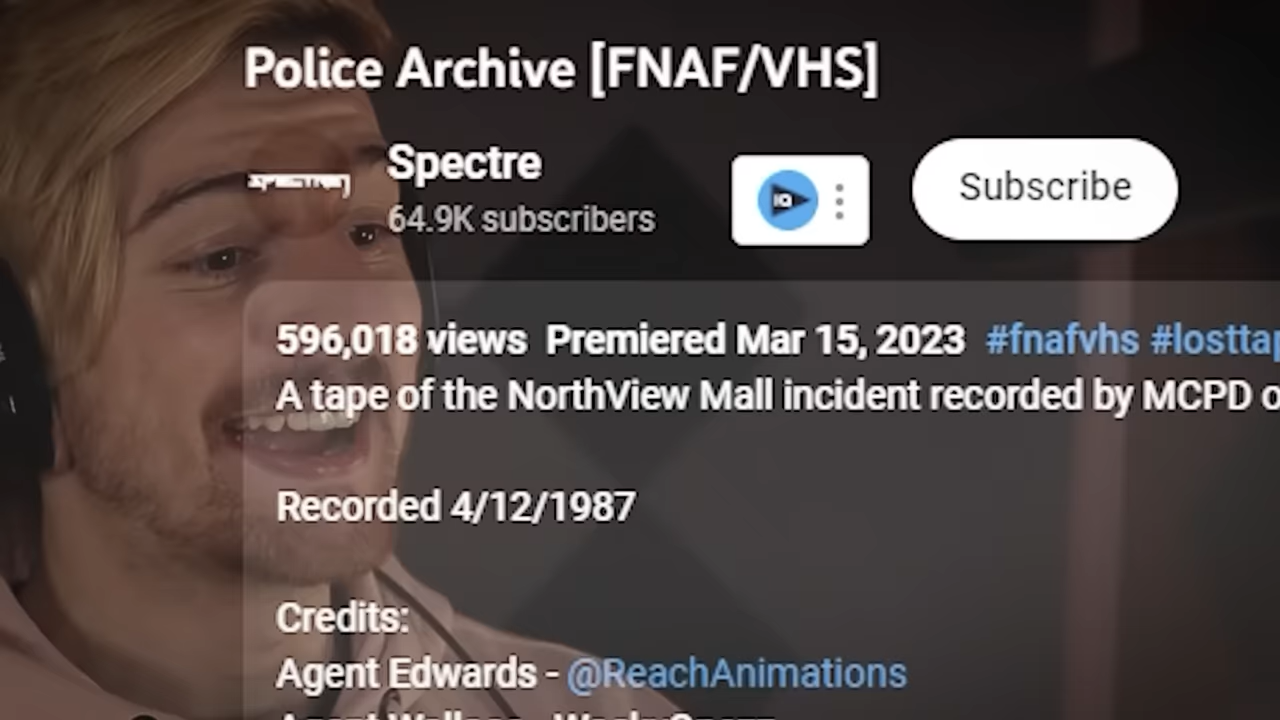 Police Archive [FNAF/VHS]
Spectre
64.9K subscribers
Subscribe
596,018 views Premiered Mar 15, 2023 #fnafvhs
A tape of the NorthView Mall incident recorded by MCPD
Recorded 4/12/1987
Credits:
Agent Edwards - @ReachAnimations